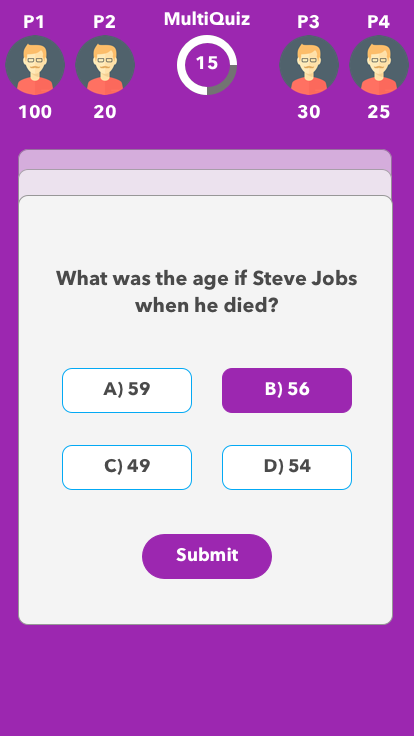 P1 P2 MultiQuiz P3 P4
15
100 20 30 25
What was the age if Steve Jobs
when he died?
A) 59 B) 56
C) 49 D) 54
Submit